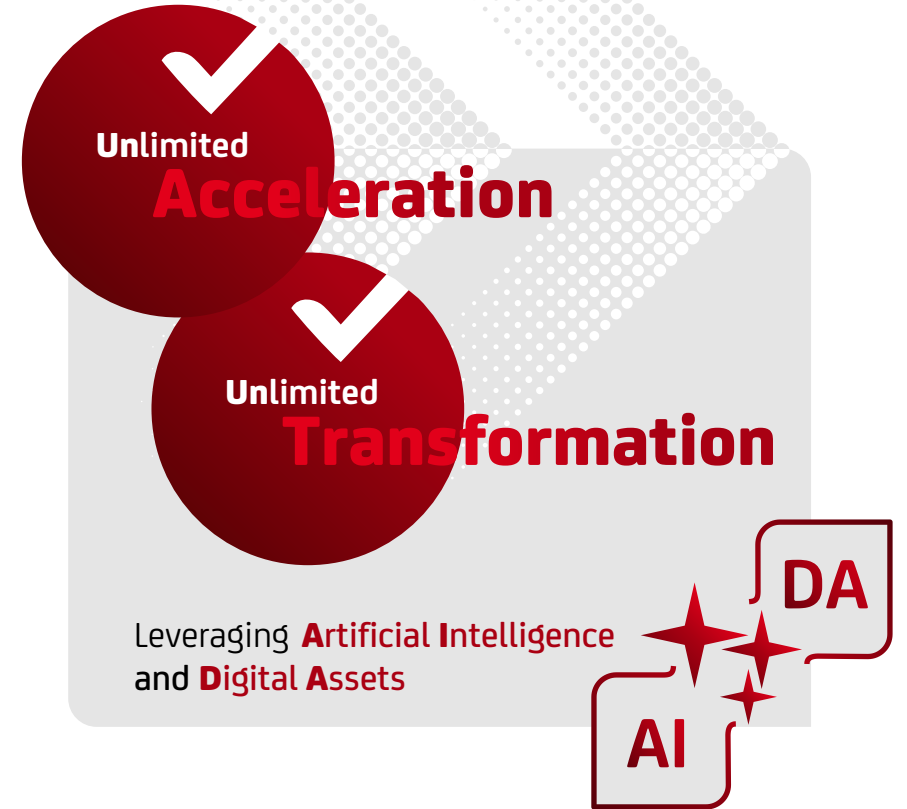 Unlimited
Acceleration
Unlimited
Transformation
Leveraging Artificial Intelligence
and Digital Assets
DA
AI